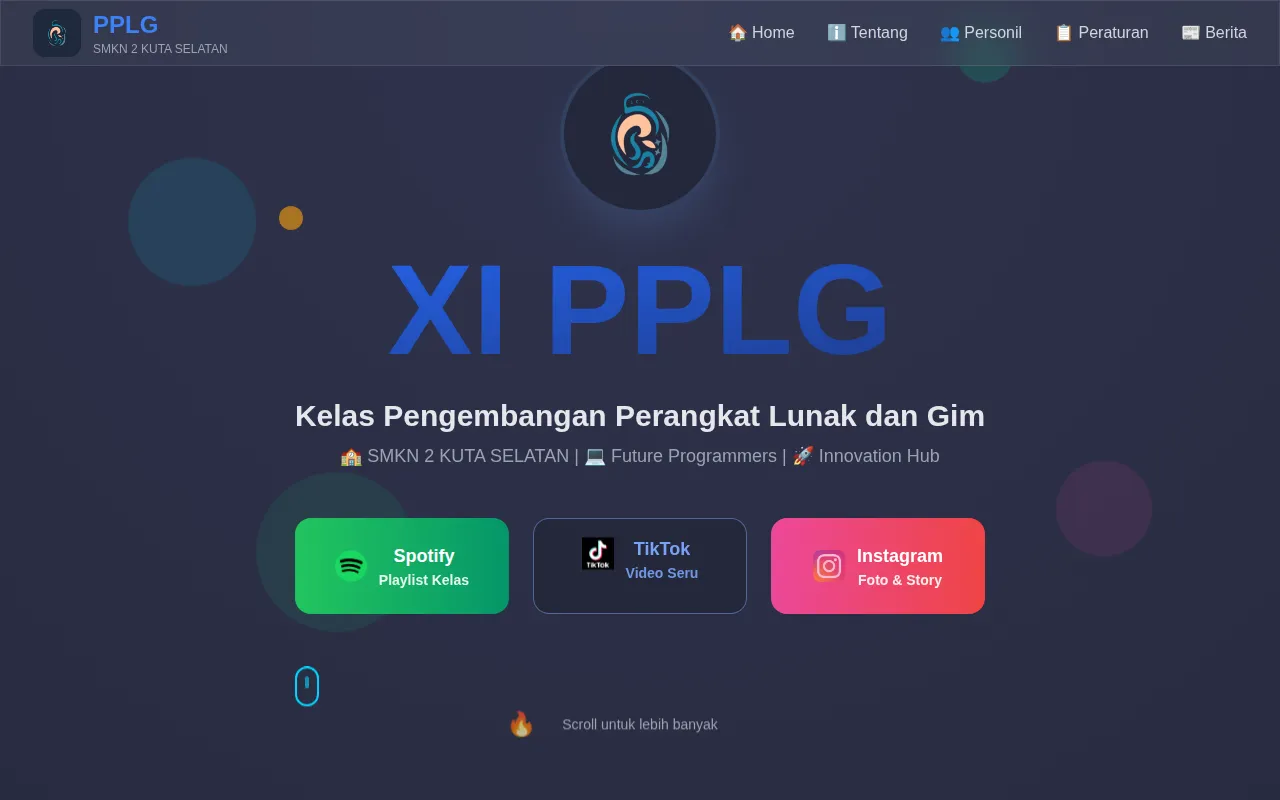 PPLG
SMKN 2 KUTA SELATAN
🏠 Home
ℹ️ Tentang
👥 Personil
📋 Peraturan
📰 Berita
XI PPLG
Kelas Pengembangan Perangkat Lunak dan Gim
🏫 SMKN 2 KUTA SELATAN | 💻 Future Programmers | 🚀 Innovation Hub
Spotify
Playlist Kelas
TikTok
TikTok
Video Seru
Instagram
Foto & Story
🔥
Scroll untuk lebih banyak